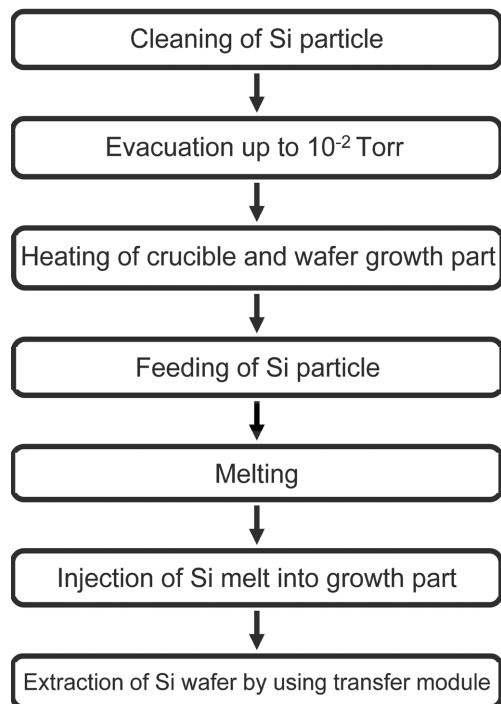 Cleaning of Si particle
Evacuation up to 10⁻² Torr
Heating of crucible and wafer growth part
Feeding of Si particle
Melting
Injection of Si melt into growth part
Extraction of Si wafer by using transfer module